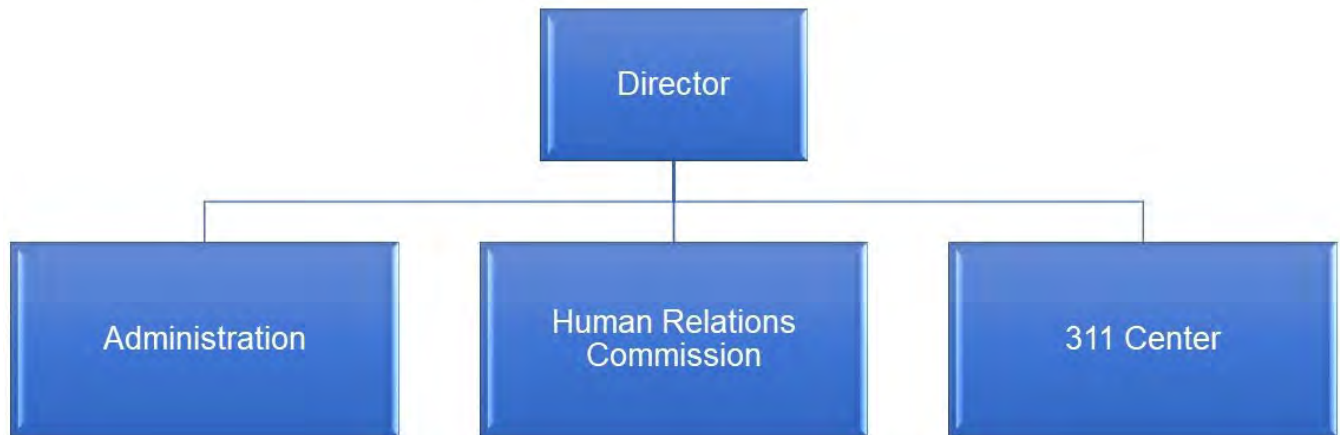 Director
Administration
Human Relations
Commission
311 Center